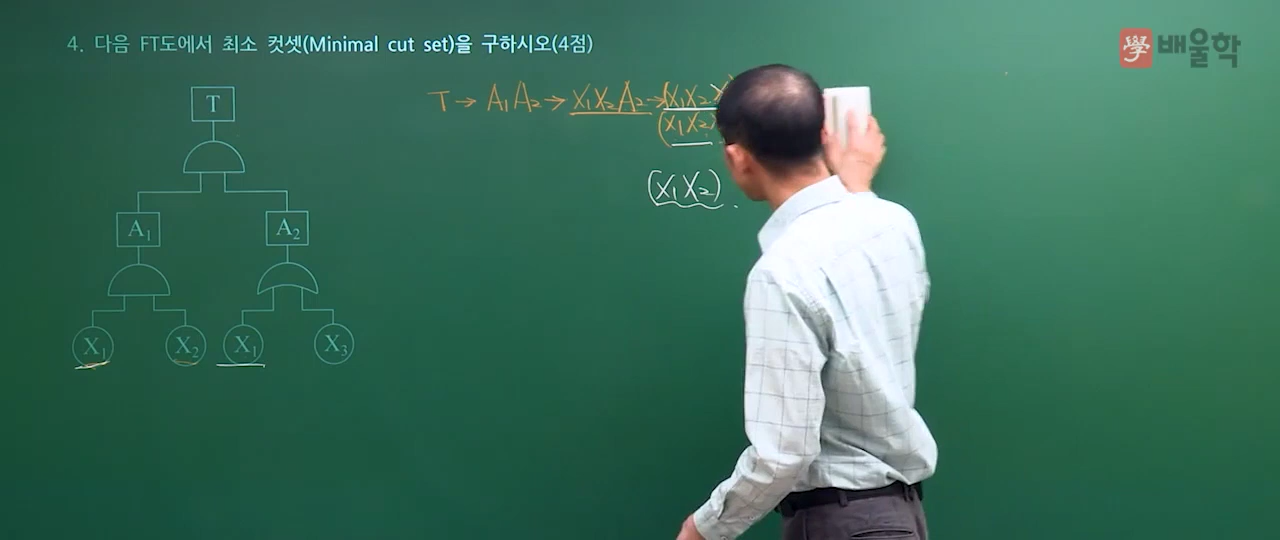 4. 다음 FT도에서 최소 컷셋(Minimal cut set)을 구하시오(4점)
學 배울학
T → A₁A₂ → X₁X₂A₂ → (X₁X₂X
(X₁X₂)
(X₁X₂)
T
A₁ A₂
X₁ X₂ X₁ X₃